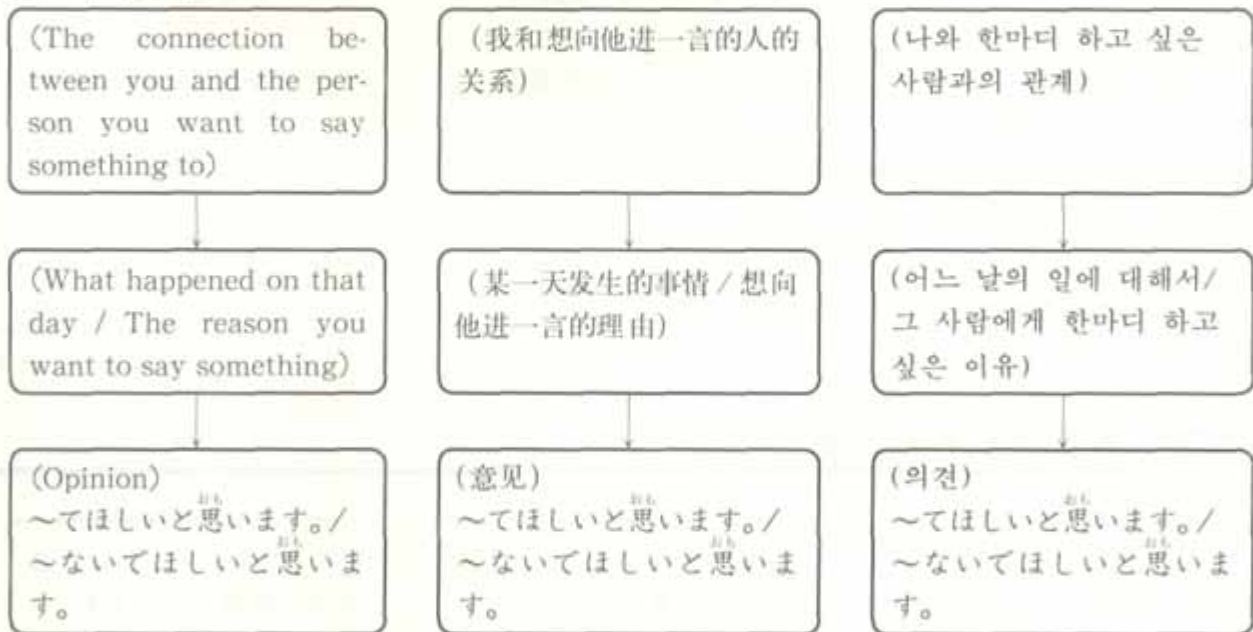 (The connection be-
tween you and the per-
son you want to say
something to)
(What happened on that
day / The reason you
want to say something)
(Opinion)
～てほしいと思います。/
～ないでほしいと思いま
す。
(我和想向他进一言的人的
关系)
(某一天发生的事情 / 想向
他进一言的理由)
(意见)
～てほしいと思います。/
～ないでほしいと思いま
す。
(나와 한마디 하고 싶은
사람과의 관계)
(어느 날의 일에 대해서/
그 사람에게 한마디 하고
싶은 이유)
(의견)
～てほしいと思います。/
～ないでほしいと思いま
す。